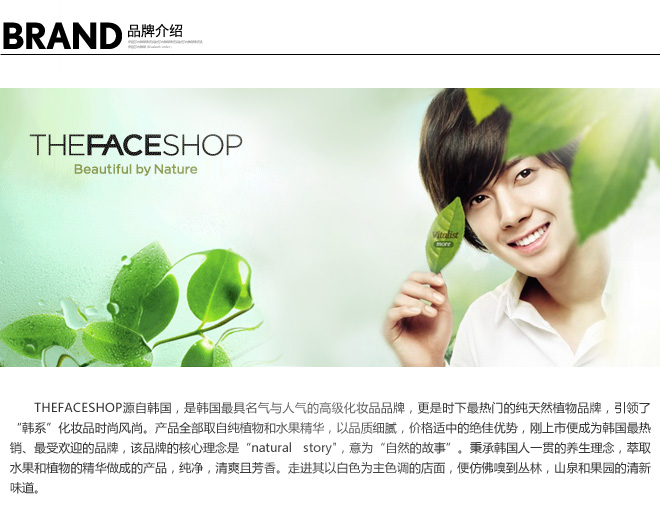 BRAND 品牌介绍
THEFACESHOP
Beautiful by Nature
Vitalist
more
THEFACESHOP源自韩国，是韩国最具名气与人气的高级化妆品品牌，更是时下最热门的纯天然植物品牌，引领了
“韩系”化妆品时尚风尚。产品全部取自纯植物和水果精华，以品质细腻，价格适中的绝佳优势，刚上市便成为韩国最热
销、最受欢迎的品牌，该品牌的核心理念是“natural story”，意为“自然的故事”。秉承韩国人一贯的养生理念，萃取
水果和植物的精华做成的产品，纯净，清爽且芳香。走进其以白色为主色调的店面，便仿佛嗅到丛林，山泉和果园的清新
味道。